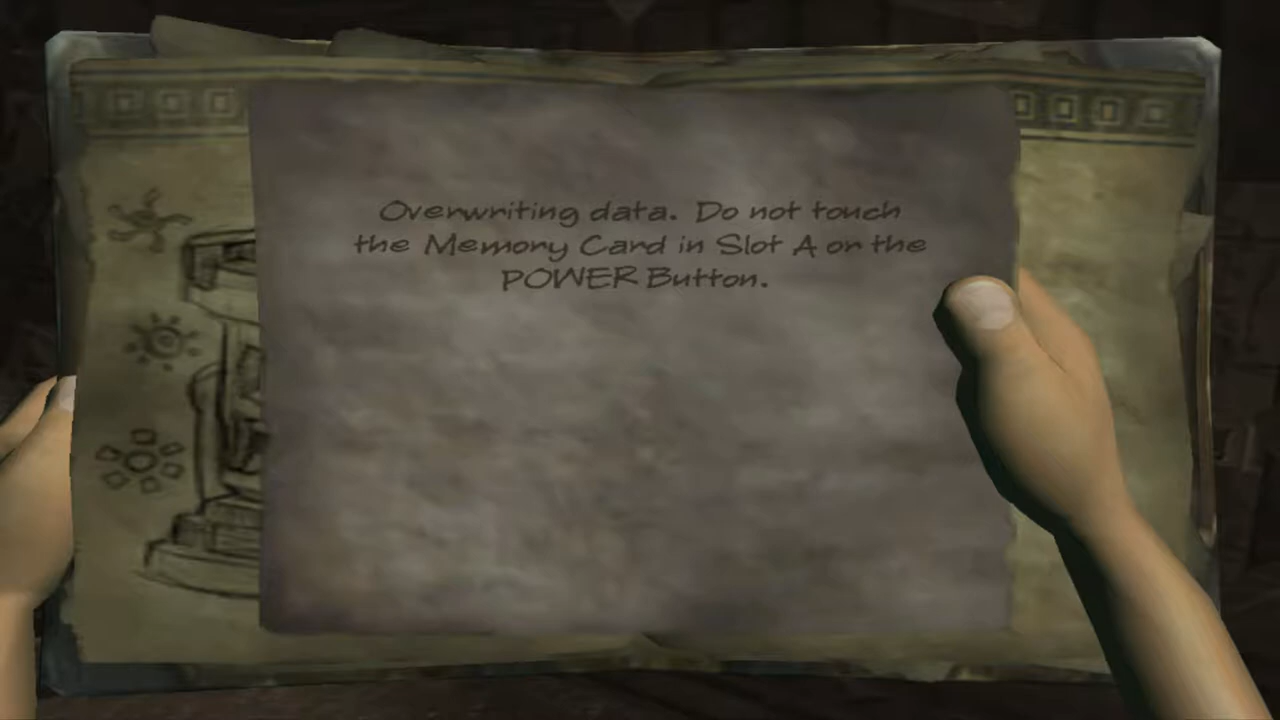 Overwriting data. Do not touch
the Memory Card in Slot A or the
POWER Button.